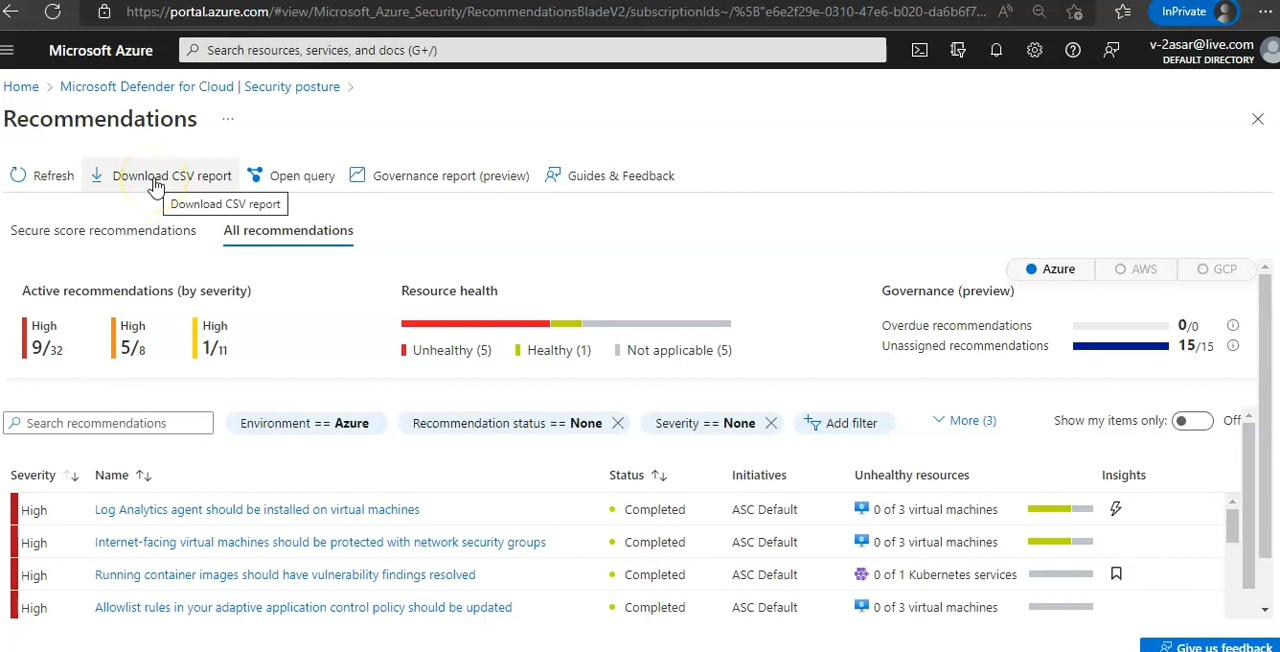 https://portal.azure.com/#view/Microsoft_Azure_Security/RecommendationsBladeV2/subscriptionIds~/%5B"e6e2f29e-0310-47e6-b020-da6b6f7...
InPrivate
Microsoft Azure
Search resources, services, and docs (G+/)
v-2asar@live.com
DEFAULT DIRECTORY
Home > Microsoft Defender for Cloud | Security posture >
Recommendations ...
Refresh Download CSV report Open query Governance report (preview) Guides & Feedback
Download CSV report
Secure score recommendations All recommendations
Azure AWS GCP
Active recommendations (by severity) Resource health Governance (preview)
High High High Overdue recommendations 0/0
9/32 5/8 1/11 Unhealthy (5) Healthy (1) Not applicable (5) Unassigned recommendations 15/15
Search recommendations Environment == Azure Recommendation status == None Severity == None Add filter More (3) Show my items only: Off
Severity Name Status Initiatives Unhealthy resources Insights
High Log Analytics agent should be installed on virtual machines Completed ASC Default 0 of 3 virtual machines
High Internet-facing virtual machines should be protected with network security groups Completed ASC Default 0 of 3 virtual machines
High Running container images should have vulnerability findings resolved Completed ASC Default 0 of 1 Kubernetes services
High Allowlist rules in your adaptive application control policy should be updated Completed ASC Default 0 of 3 virtual machines
Give us feedback